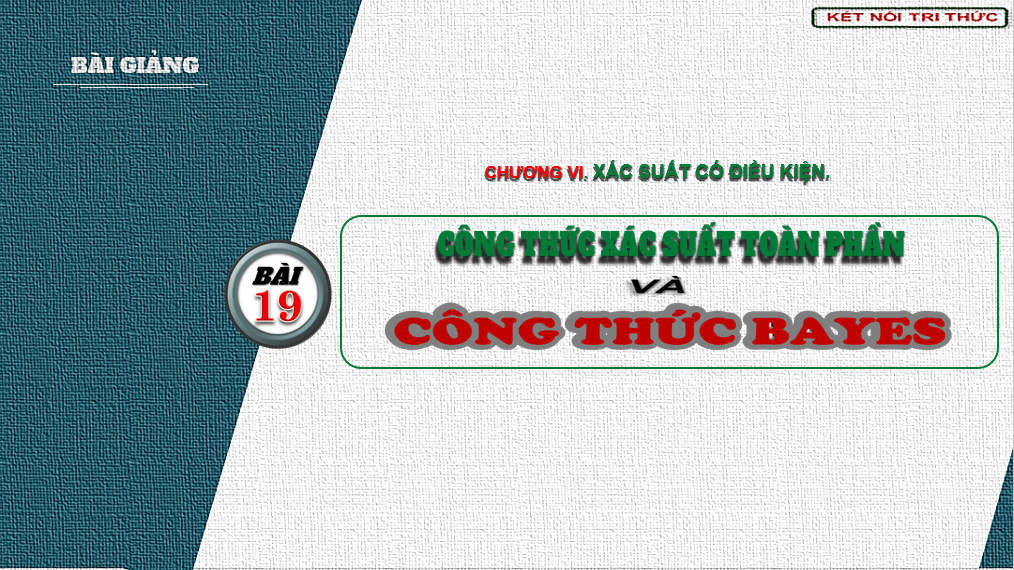 KẾT NỐI TRI THỨC
BÀI GIẢNG
CHƯƠNG VI. XÁC SUẤT CÓ ĐIỀU KIỆN.
BÀI
19
CÔNG THỨC XÁC SUẤT TOÀN PHẦN
VÀ
CÔNG THỨC BAYES